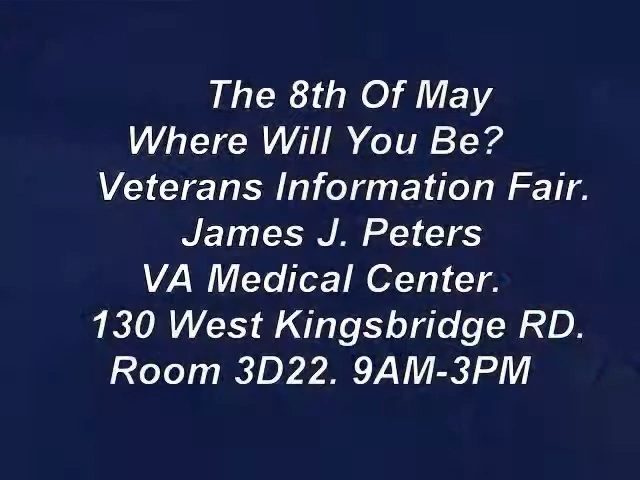 The 8th Of May
Where Will You Be?
Veterans Information Fair.
James J. Peters
VA Medical Center.
130 West Kingsbridge RD.
Room 3D22. 9AM-3PM